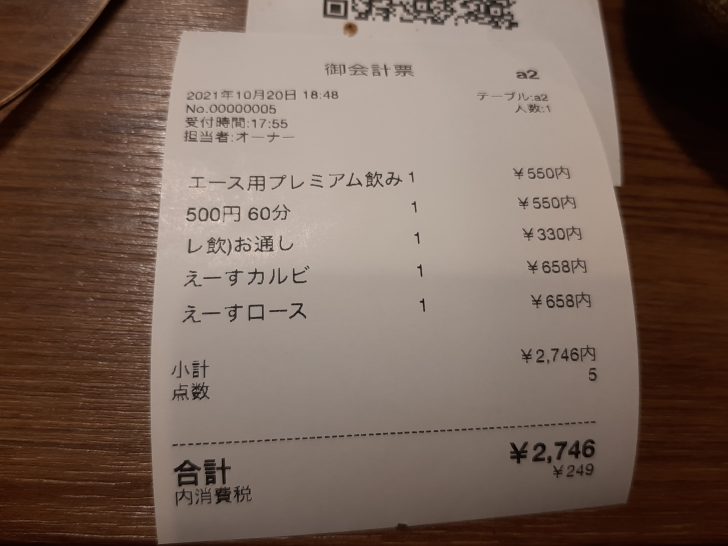 御会計票 a2
2021年10月20日 18:48 テーブル:a2
No.00000005 人数:1
受付時間:17:55
担当者:オーナー
エース用プレミアム飲み 1 ¥550内
500円 60分 1 ¥550内
レ飲)お通し 1 ¥330内
えーすカルビ 1 ¥658内
えーすロース 1 ¥658内
小計 ¥2,746内
点数 5
合計 ¥2,746
内消費税 ¥249